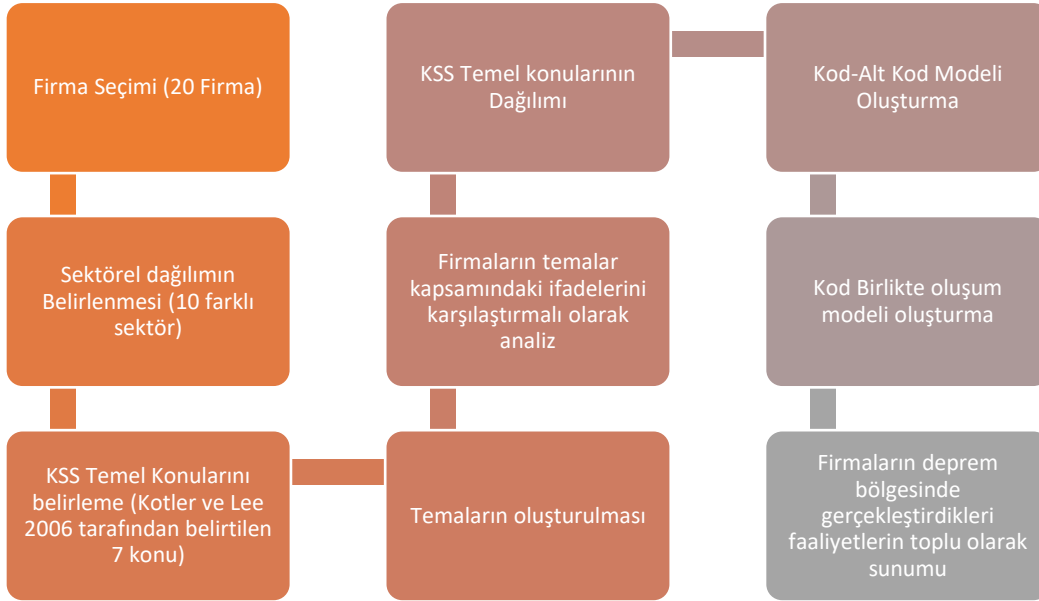 Firma Seçimi (20 Firma)
Sektörel dağılımın
Belirlenmesi (10 farklı
sektör)
KSS Temel Konularını
belirleme (Kotler ve Lee
2006 tarafından belirtilen
7 konu)
Temaların oluşturulması
Firmaların temalar
kapsamındaki ifadelerini
karşılaştırmalı olarak
analiz
KSS Temel konularının
Dağılımı
Kod-Alt Kod Modeli
Oluşturma
Kod Birlikte oluşum
modeli oluşturma
Firmaların deprem
bölgesinde
gerçekleştirdikleri
faaliyetlerin toplu olarak
sunumu